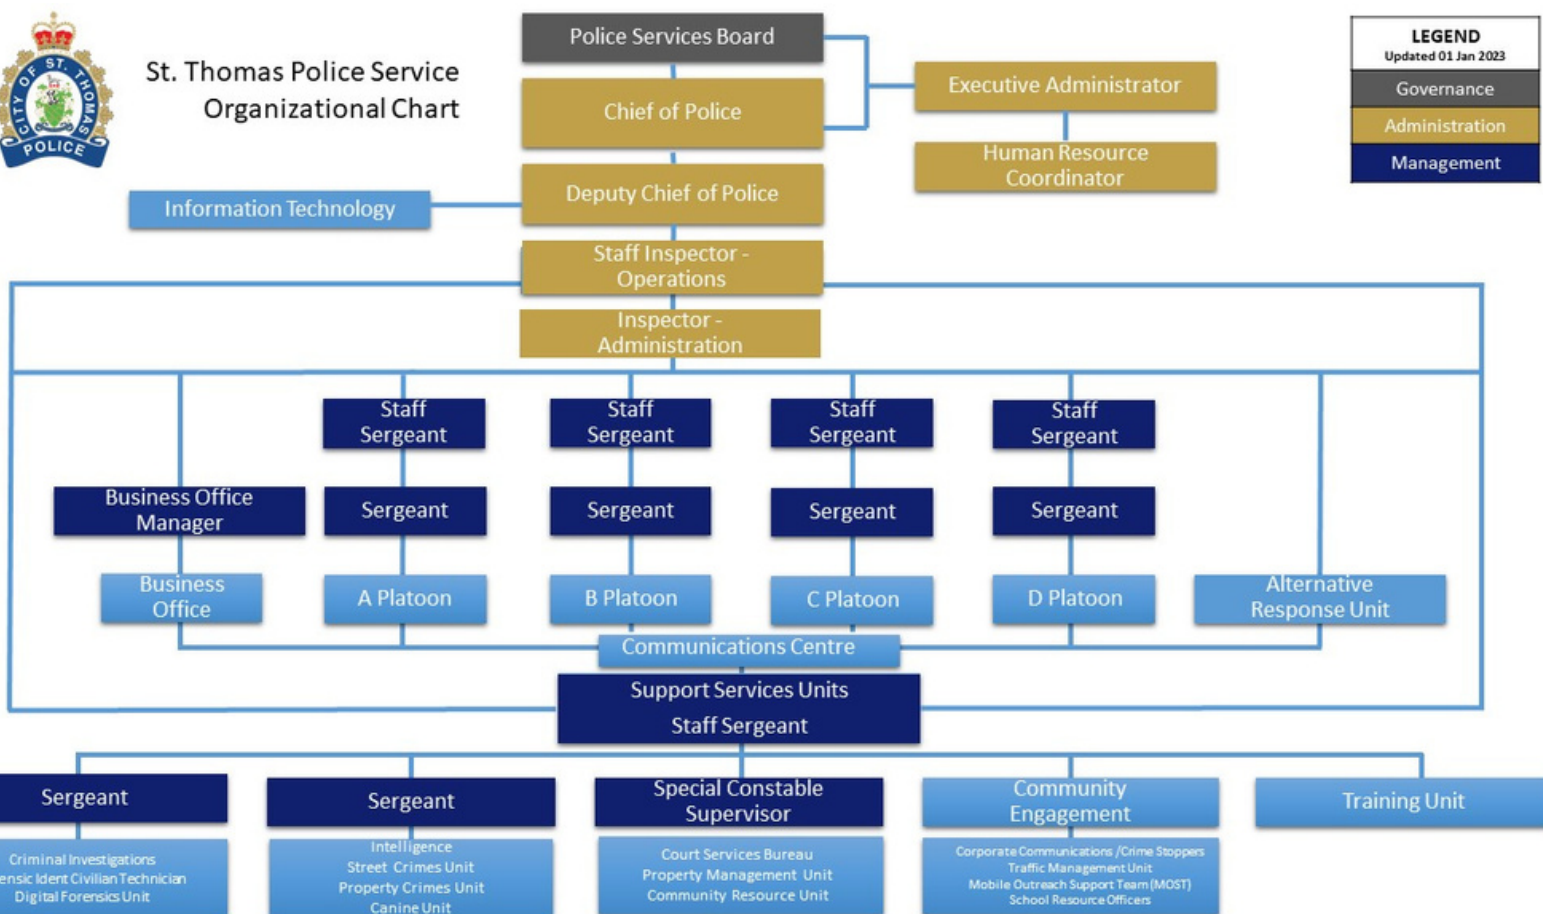 CITY OF ST. THOMAS
POLICE
St. Thomas Police Service
Organizational Chart
Police Services Board
Chief of Police
Executive Administrator
Human Resource
Coordinator
LEGEND
Updated 01 Jan 2023
Governance
Administration
Management
Information Technology
Deputy Chief of Police
Staff Inspector -
Operations
Inspector -
Administration
Staff
Sergeant
Staff
Sergeant
Staff
Sergeant
Staff
Sergeant
Business Office
Manager
Sergeant
Sergeant
Sergeant
Sergeant
Business
Office
A Platoon
B Platoon
C Platoon
D Platoon
Alternative
Response Unit
Communications Centre
Support Services Units
Staff Sergeant
Sergeant
Sergeant
Special Constable
Supervisor
Community
Engagement
Training Unit
Criminal Investigations
Ident Civilian Technician
Digital Forensics Unit
Intelligence
Street Crimes Unit
Property Crimes Unit
Canine Unit
Court Services Bureau
Property Management Unit
Community Resource Unit
Corporate Communications /Crime Stoppers
Traffic Management Unit
Mobile Outreach Support Team (MOST)
School Resource Officers